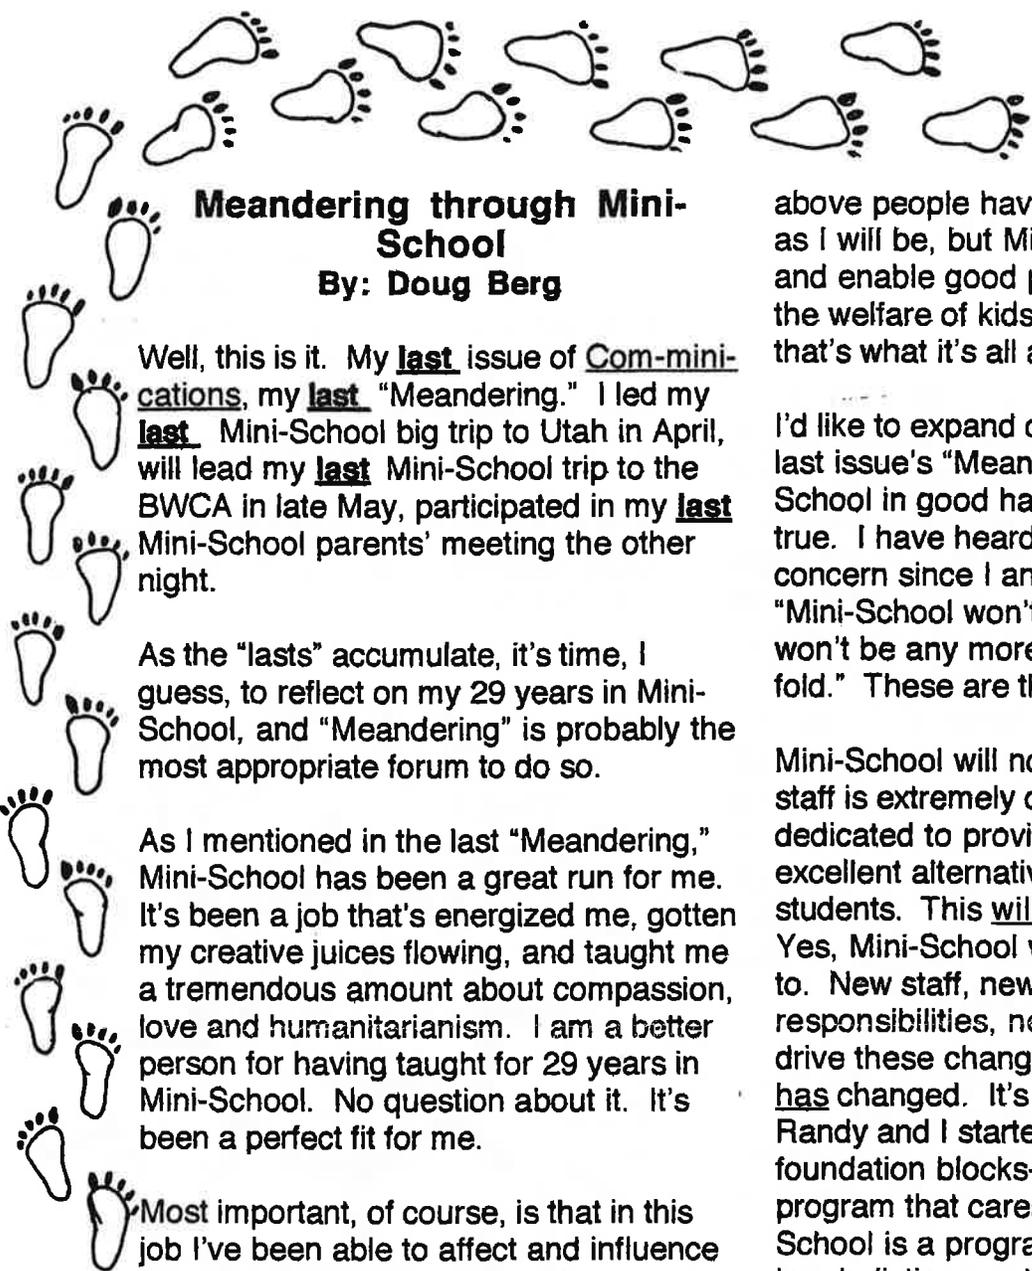 Meandering through Mini-
School
By: Doug Berg
Well, this is it. My last issue of Com-mini-
cations, my last "Meandering." I led my
last Mini-School big trip to Utah in April,
will lead my last Mini-School trip to the
BWCA in late May, participated in my last
Mini-School parents' meeting the other
night.
As the "lasts" accumulate, it's time, I
guess, to reflect on my 29 years in Mini-
School, and "Meandering" is probably the
most appropriate forum to do so.
As I mentioned in the last "Meandering,"
Mini-School has been a great run for me.
It's been a job that's energized me, gotten
my creative juices flowing, and taught me
a tremendous amount about compassion,
love and humanitarianism. I am a better
person for having taught for 29 years in
Mini-School. No question about it. It's
been a perfect fit for me.
Most important, of course, is that in this
job I've been able to affect and influence
above people hav
as I will be, but Mi
and enable good
the welfare of kids
that's what it's all
I'd like to expand
last issue's "Mean
School in good ha
true. I have heard
concern since I an
"Mini-School won't
won't be any more
fold." These are th
Mini-School will no
staff is extremely
dedicated to provi
excellent alternativ
students. This wil
Yes, Mini-School
to. New staff, new
responsibilities, ne
drive these chang
has changed. It's
Randy and I starte
foundation blocks-
program that care
School is a progra